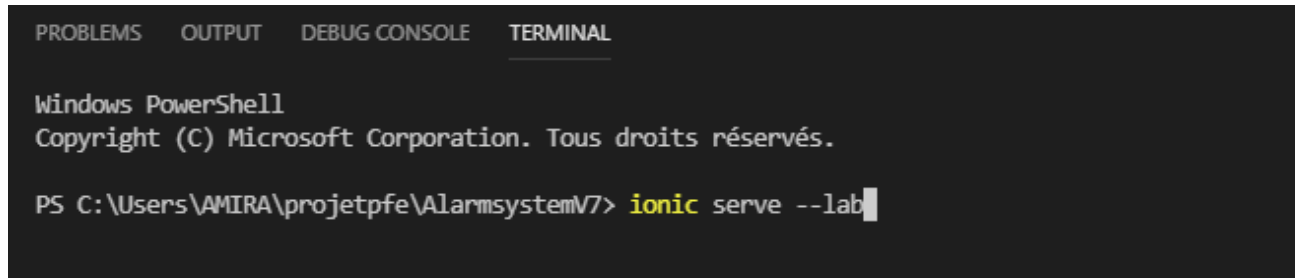 PROBLEMS OUTPUT DEBUG CONSOLE TERMINAL
Windows PowerShell
Copyright (C) Microsoft Corporation. Tous droits réservés.
PS C:\Users\AMIRA\projetpfe\AlarmsystemV7> ionic serve --lab